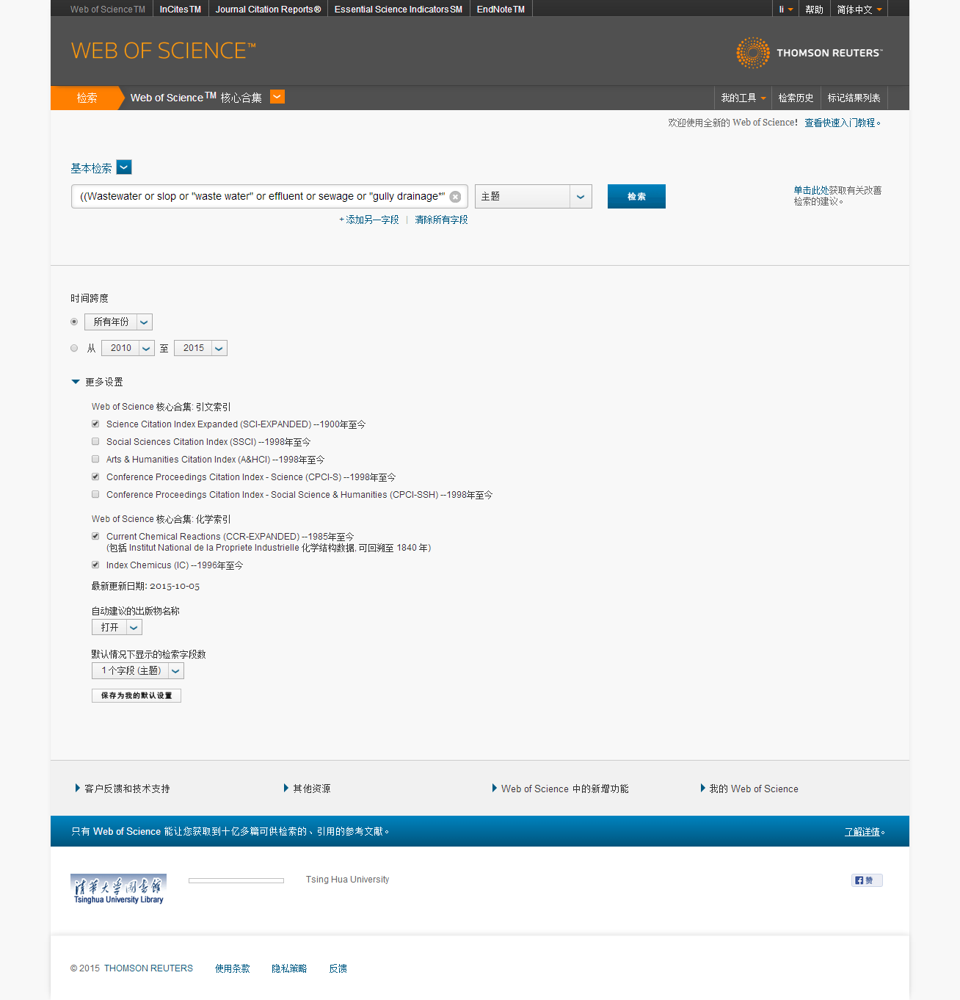 Web of Science™ InCites™ Journal Citation Reports® Essential Science Indicators℠ EndNote™ li 帮助 简体中文
WEB OF SCIENCE™ THOMSON REUTERS™
检索 Web of Science™ 核心合集 我的工具 检索历史 标记结果列表
欢迎使用全新的 Web of Science! 查看快速入门教程。
基本检索
((Wastewater or slop or "waste water" or effluent or sewage or "gully drainage*" 主题 检索 单击此处获取有关改善
检索的建议。
+ 添加另一字段 | 清除所有字段
时间跨度
所有年份
从 2010 至 2015
更多设置
Web of Science 核心合集: 引文索引
Science Citation Index Expanded (SCI-EXPANDED) --1900年至今
Social Sciences Citation Index (SSCI) --1998年至今
Arts & Humanities Citation Index (A&HCI) --1998年至今
Conference Proceedings Citation Index - Science (CPCI-S) --1998年至今
Conference Proceedings Citation Index - Social Science & Humanities (CPCI-SSH) --1998年至今
Web of Science 核心合集: 化学索引
Current Chemical Reactions (CCR-EXPANDED) --1985年至今
(包括 Institut National de la Propriete Industrielle 化学结构数据, 可回溯至 1840 年)
Index Chemicus (IC) --1996年至今
最新更新日期: 2015-10-05
自动建议的出版物名称
打开
默认情况下显示的检索字段数
1 个字段 (主题)
保存为我的默认设置
客户反馈和技术支持 其他资源 Web of Science 中的新增功能 我的 Web of Science
只有 Web of Science 能让您获取到十亿多篇可供检索的、引用的参考文献。 了解详情。
清華大学図書館 Tsing Hua University 赞
Tsinghua University Library
© 2015 THOMSON REUTERS 使用条款 隐私策略 反馈